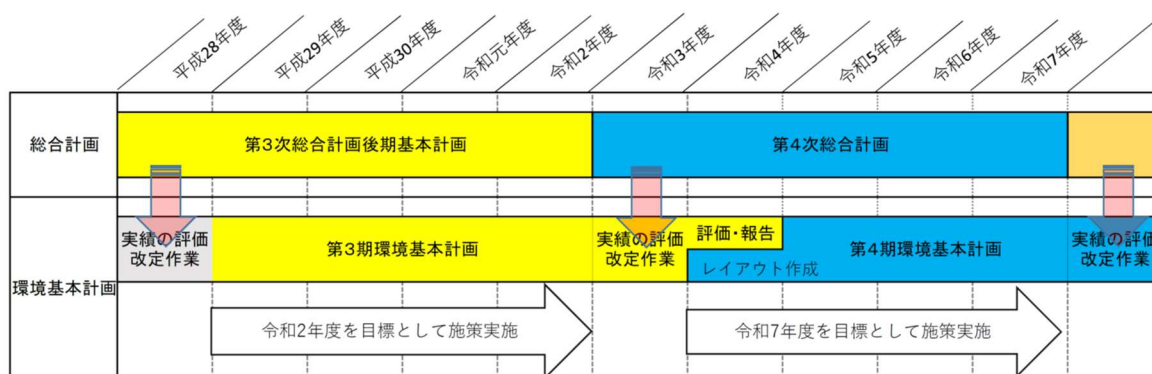 平成28年度
平成29年度
平成30年度
令和元年度
令和2年度
令和3年度
令和4年度
令和5年度
令和6年度
令和7年度
総合計画
第3次総合計画後期基本計画
第4次総合計画
環境基本計画
実績の評価
改定作業
第3期環境基本計画
実績の評価
改定作業
評価・報告
レイアウト作成
第4期環境基本計画
実績の評価
改定作業
令和2年度を目標として施策実施
令和7年度を目標として施策実施